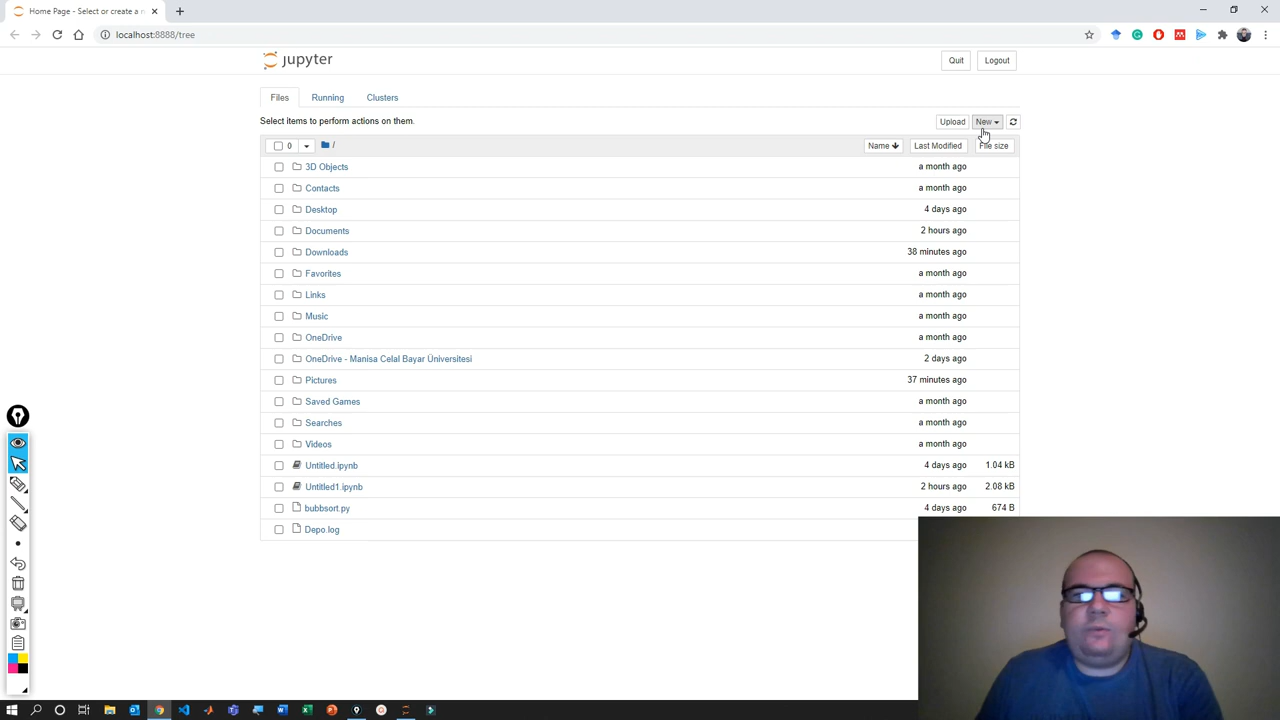 Home Page - Select or create a n
localhost:8888/tree
jupyter
Quit Logout
Files Running Clusters
Select items to perform actions on them.
Upload New
0 / Name Last Modified File size
3D Objects a month ago
Contacts a month ago
Desktop 4 days ago
Documents 2 hours ago
Downloads 38 minutes ago
Favorites a month ago
Links a month ago
Music a month ago
OneDrive a month ago
OneDrive - Manisa Celal Bayar Üniversitesi 2 days ago
Pictures 37 minutes ago
Saved Games a month ago
Searches a month ago
Videos a month ago
Untitled.ipynb 4 days ago 1.04 kB
Untitled1.ipynb 2 hours ago 2.08 kB
bubbsort.py 4 days ago 674 B
Depo.log